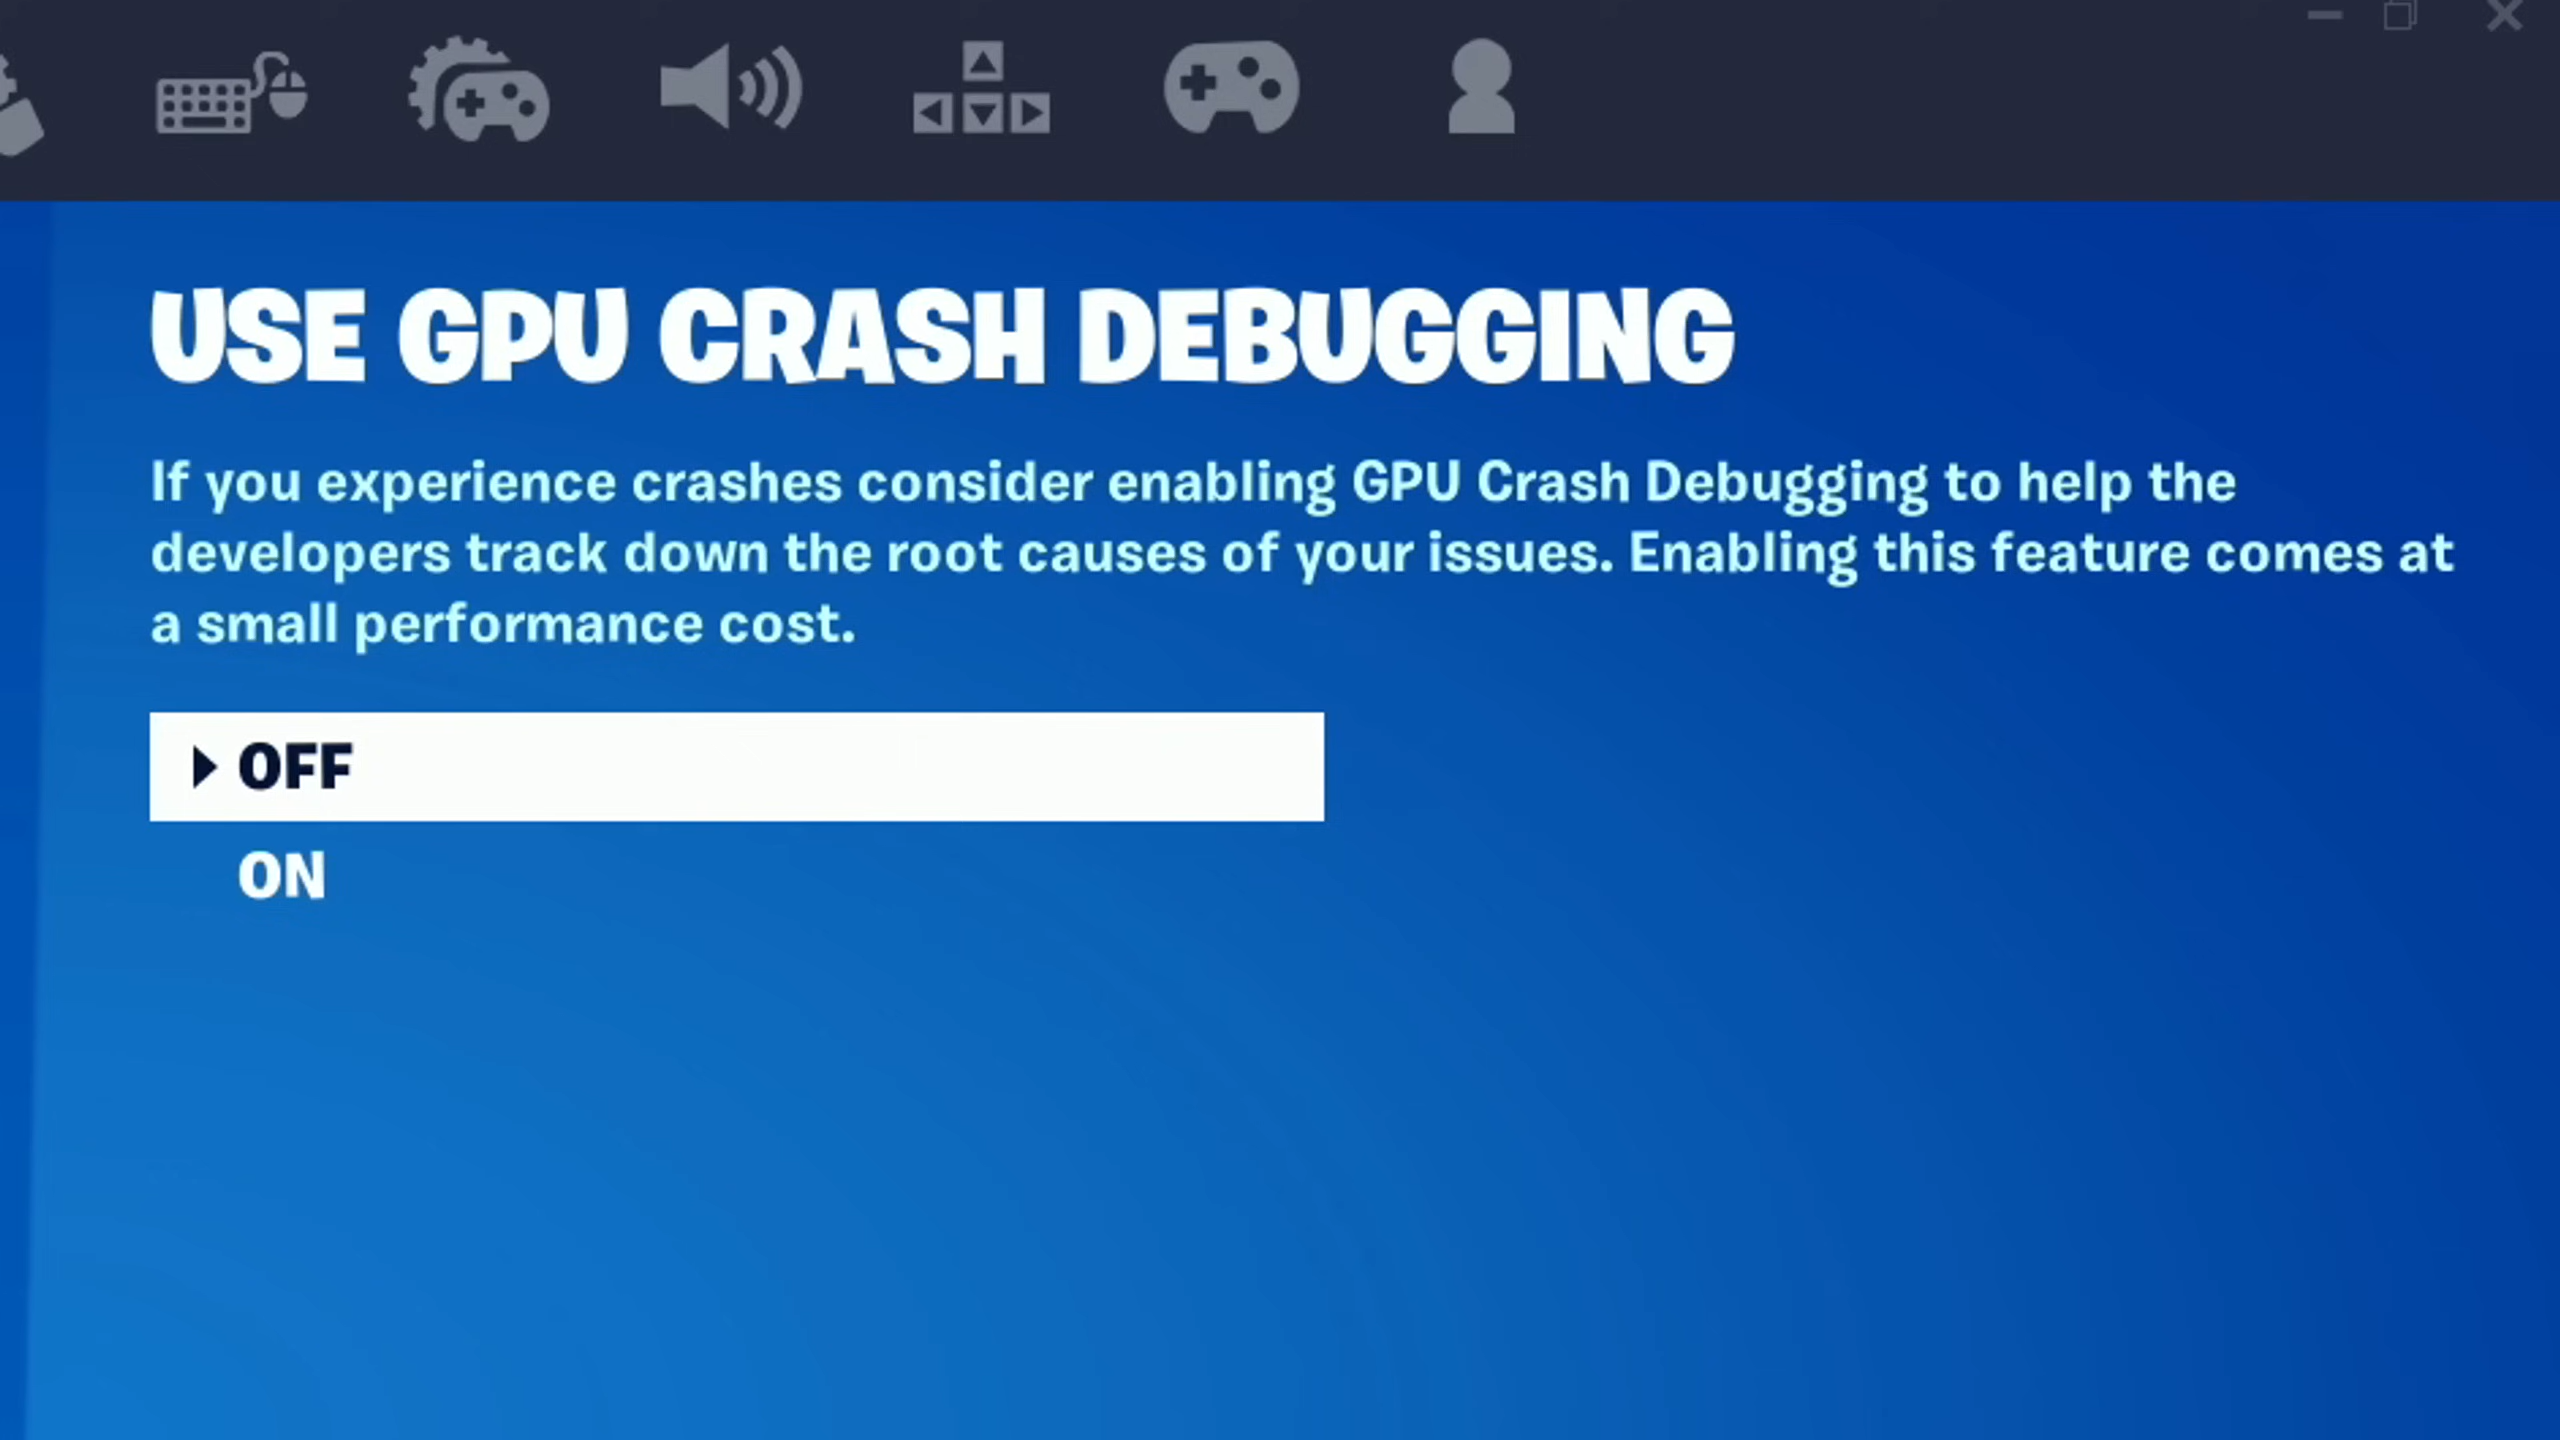 USE GPU CRASH DEBUGGING
If you experience crashes consider enabling GPU Crash Debugging to help the
developers track down the root causes of your issues. Enabling this feature comes at
a small performance cost.
OFF
ON